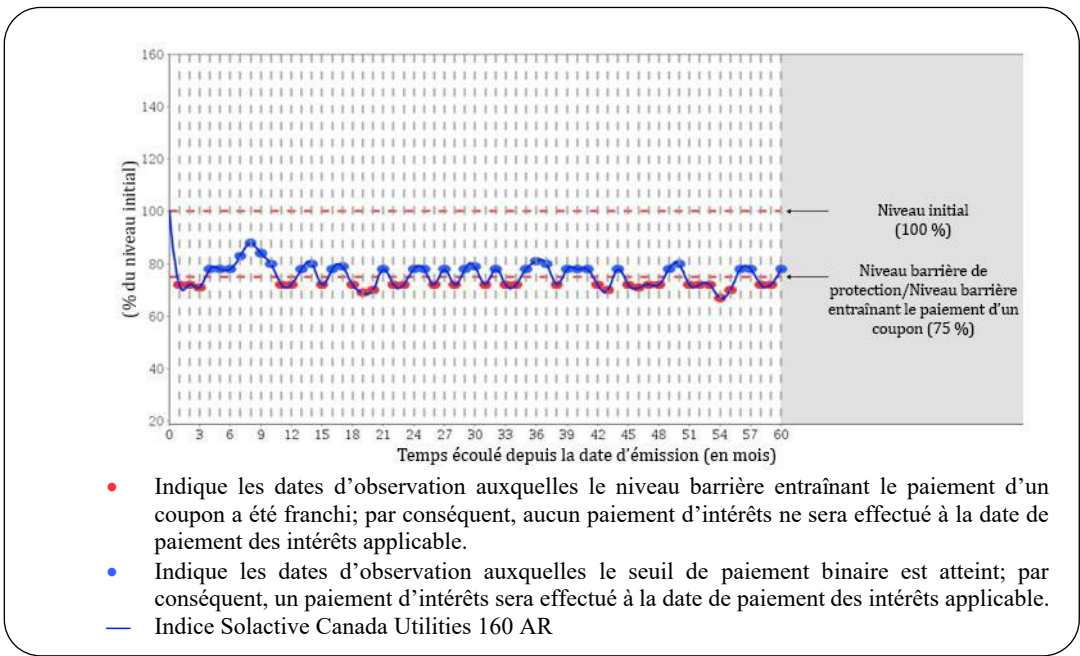 160
140
120
100
80
60
40
20
(% du niveau initial)
Niveau initial
(100 %)
Niveau barrière de
protection/Niveau barrière
entraînant le paiement d'un
coupon (75 %)
0 3 6 9 12 15 18 21 24 27 30 33 36 39 42 45 48 51 54 57 60
Temps écoulé depuis la date d'émission (en mois)
• Indique les dates d'observation auxquelles le niveau barrière entraînant le paiement d'un
coupon a été franchi; par conséquent, aucun paiement d'intérêts ne sera effectué à la date de
paiement des intérêts applicable.
• Indique les dates d'observation auxquelles le seuil de paiement binaire est atteint; par
conséquent, un paiement d'intérêts sera effectué à la date de paiement des intérêts applicable.
— Indice Solactive Canada Utilities 160 AR